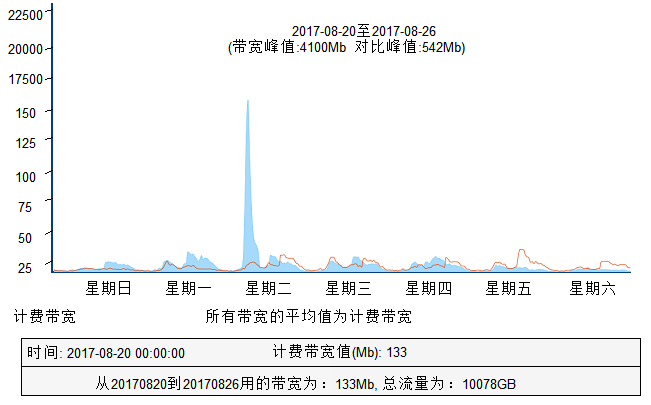 2017-08-20至2017-08-26
(带宽峰值:4100Mb 对比峰值:542Mb)
22500
20000
17500
150
125
100
75
50
25
星期日 星期一 星期二 星期三 星期四 星期五 星期六
计费带宽 所有带宽的平均值为计费带宽
时间: 2017-08-20 00:00:00 计费带宽值(Mb): 133
从20170820到20170826用的带宽为：133Mb, 总流量为：10078GB